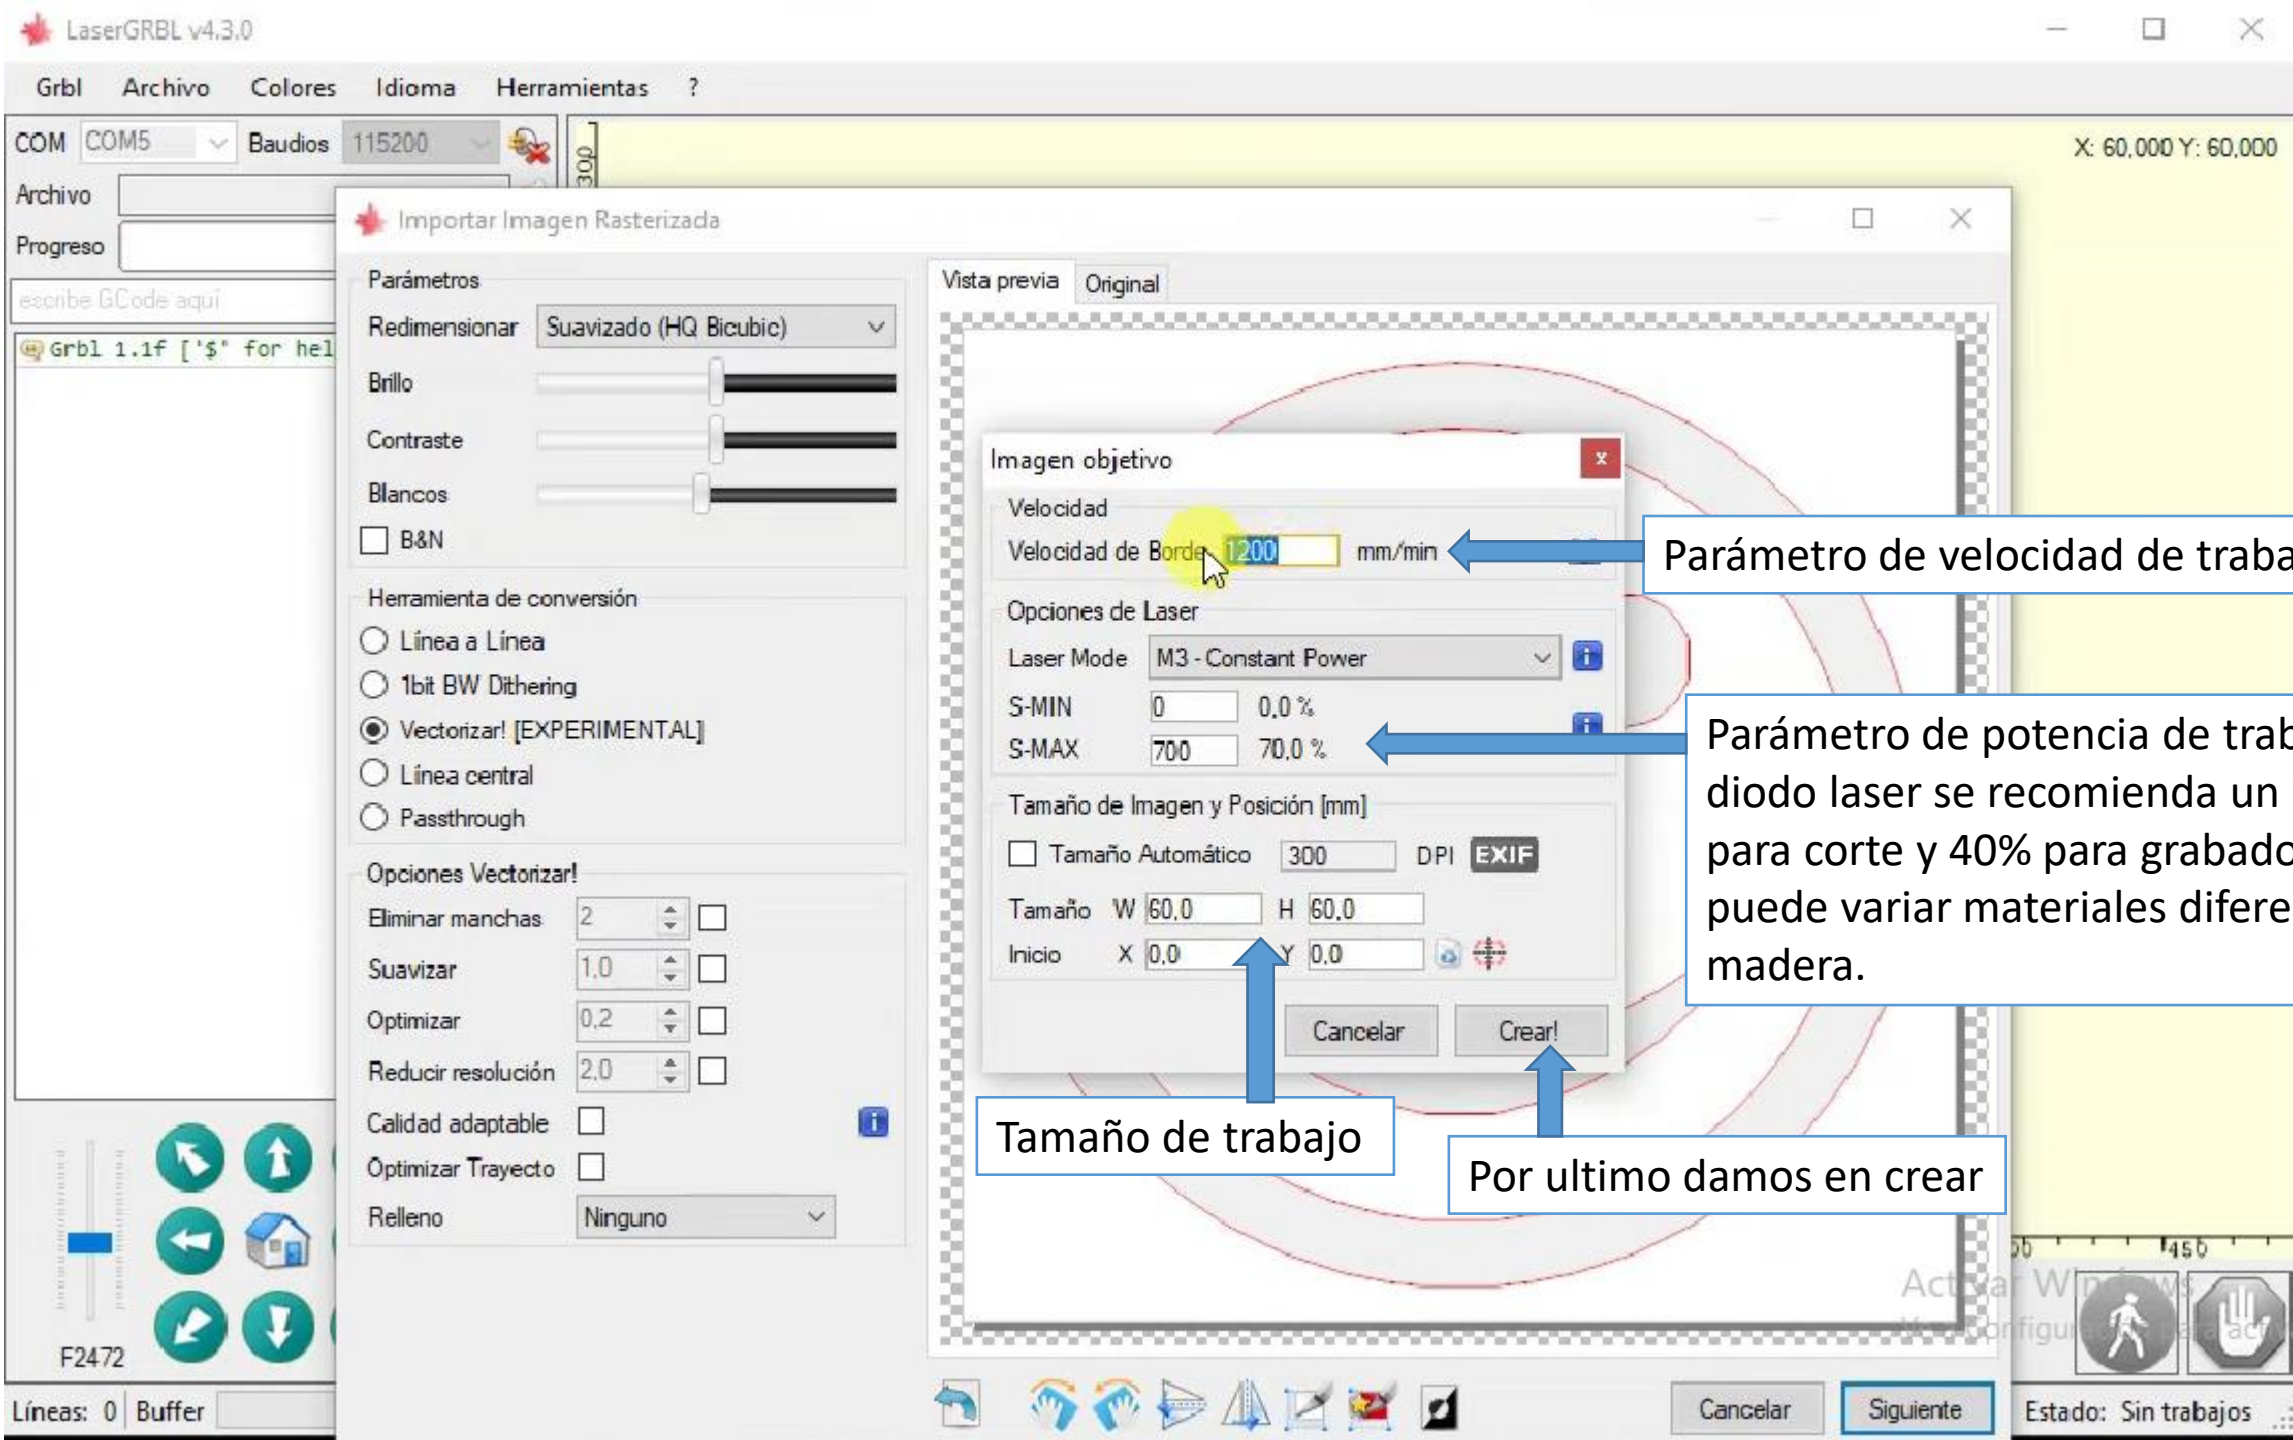 LaserGRBL v4.3.0
Grbl Archivo Colores Idioma Herramientas ?
COM COM5 Baudios 115200
Archivo
Progreso
escribe GCode aquí
Grbl 1.1f ['$' for hel
F2472
Líneas: 0 Buffer
300
X: 60,000 Y: 60,000
Importar Imagen Rasterizada
Parámetros
Redimensionar Suavizado (HQ Bicubic)
Brillo
Contraste
Blancos
B&N
Herramienta de conversión
Línea a Línea
1bit BW Dithering
Vectorizar! [EXPERIMENTAL]
Línea central
Passthrough
Opciones Vectorizar!
Eliminar manchas 2
Suavizar 1,0
Optimizar 0,2
Reducir resolución 2,0
Calidad adaptable
Optimizar Trayecto
Relleno Ninguno
Vista previa Original
Imagen objetivo
Velocidad
Velocidad de Borde 1200 mm/min
Opciones de Laser
Laser Mode M3 - Constant Power
S-MIN 0 0,0 %
S-MAX 700 70,0 %
Tamaño de Imagen y Posición [mm]
Tamaño Automático 300 DPI EXIF
Tamaño W 60,0 H 60,0
Inicio X 0,0 Y 0,0
Cancelar Crear!
Parámetro de velocidad de traba
Parámetro de potencia de trab
diodo laser se recomienda un
para corte y 40% para grabado
puede variar materiales difere
madera.
Tamaño de trabajo
Por ultimo damos en crear
450
Activar Windows
Cancelar Siguiente
Estado: Sin trabajos